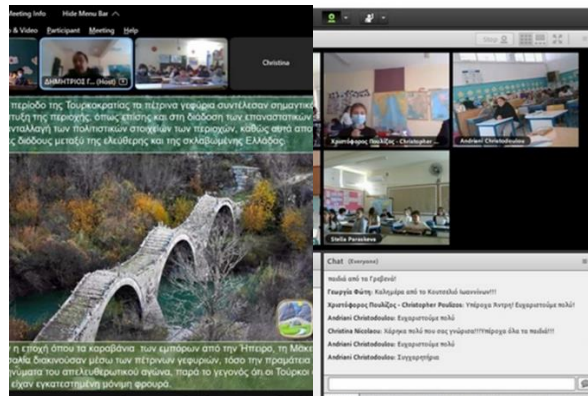 Meeting Info Hide Menu Bar
o & Video Participant Meeting Help
ΔΗΜΗΤΡΙΟΣ Γ... (Host)
Christina
περίοδο της Τουρκοκρατίας τα πέτρινα γεφύρια συντέλεσαν σημαντικ
τυξη της περιοχής, όπως επίσης και στη διάδοση των επαναστατικών
ανταλλαγή των πολιτιστικών στοιχείων των περιοχών, καθώς αυτά απο
ς διόδους μεταξύ της ελεύθερης και της σκλαβωμένης Ελλάδας.
ν η εποχή όπου τα καραβάνια των εμπόρων από την Ήπειρο, τη Μακε
σαλία διακινούσαν μέσω των πέτρινων γεφυριών, τόσο την πραμάτεια
ηνύματα του απελευθερωτικού αγώνα, παρά το γεγονός ότι οι Τούρκοι
είχαν εγκατεστημένη μόνιμη φρουρά.
Stop
Χριστόφορος Πουλίζος - Christopher ...
Andriani Christodoulou
Stella Paraskeva
Chat (Everyone)
παιδιά από τα Γρεβενά!
Γεωργία Φώτη: Καλημέρα από το Κουτσελιό Ιωαννίνων!!!
Χριστόφορος Πουλίζος - Christopher Poulizos: Υπέροχα Άντρη! Ευχαριστούμε πολύ!
Andriani Christodoulou: Ευχαριστούμε πολύ
Christina Nicolaou: Χάρηκα πολύ που σας γνώρισα!!!Υπέροχα όλα τα παιδιά!!!
Andriani Christodoulou: Ευχαριστούμε πολύ
Andriani Christodoulou: Συγχαρητήρια